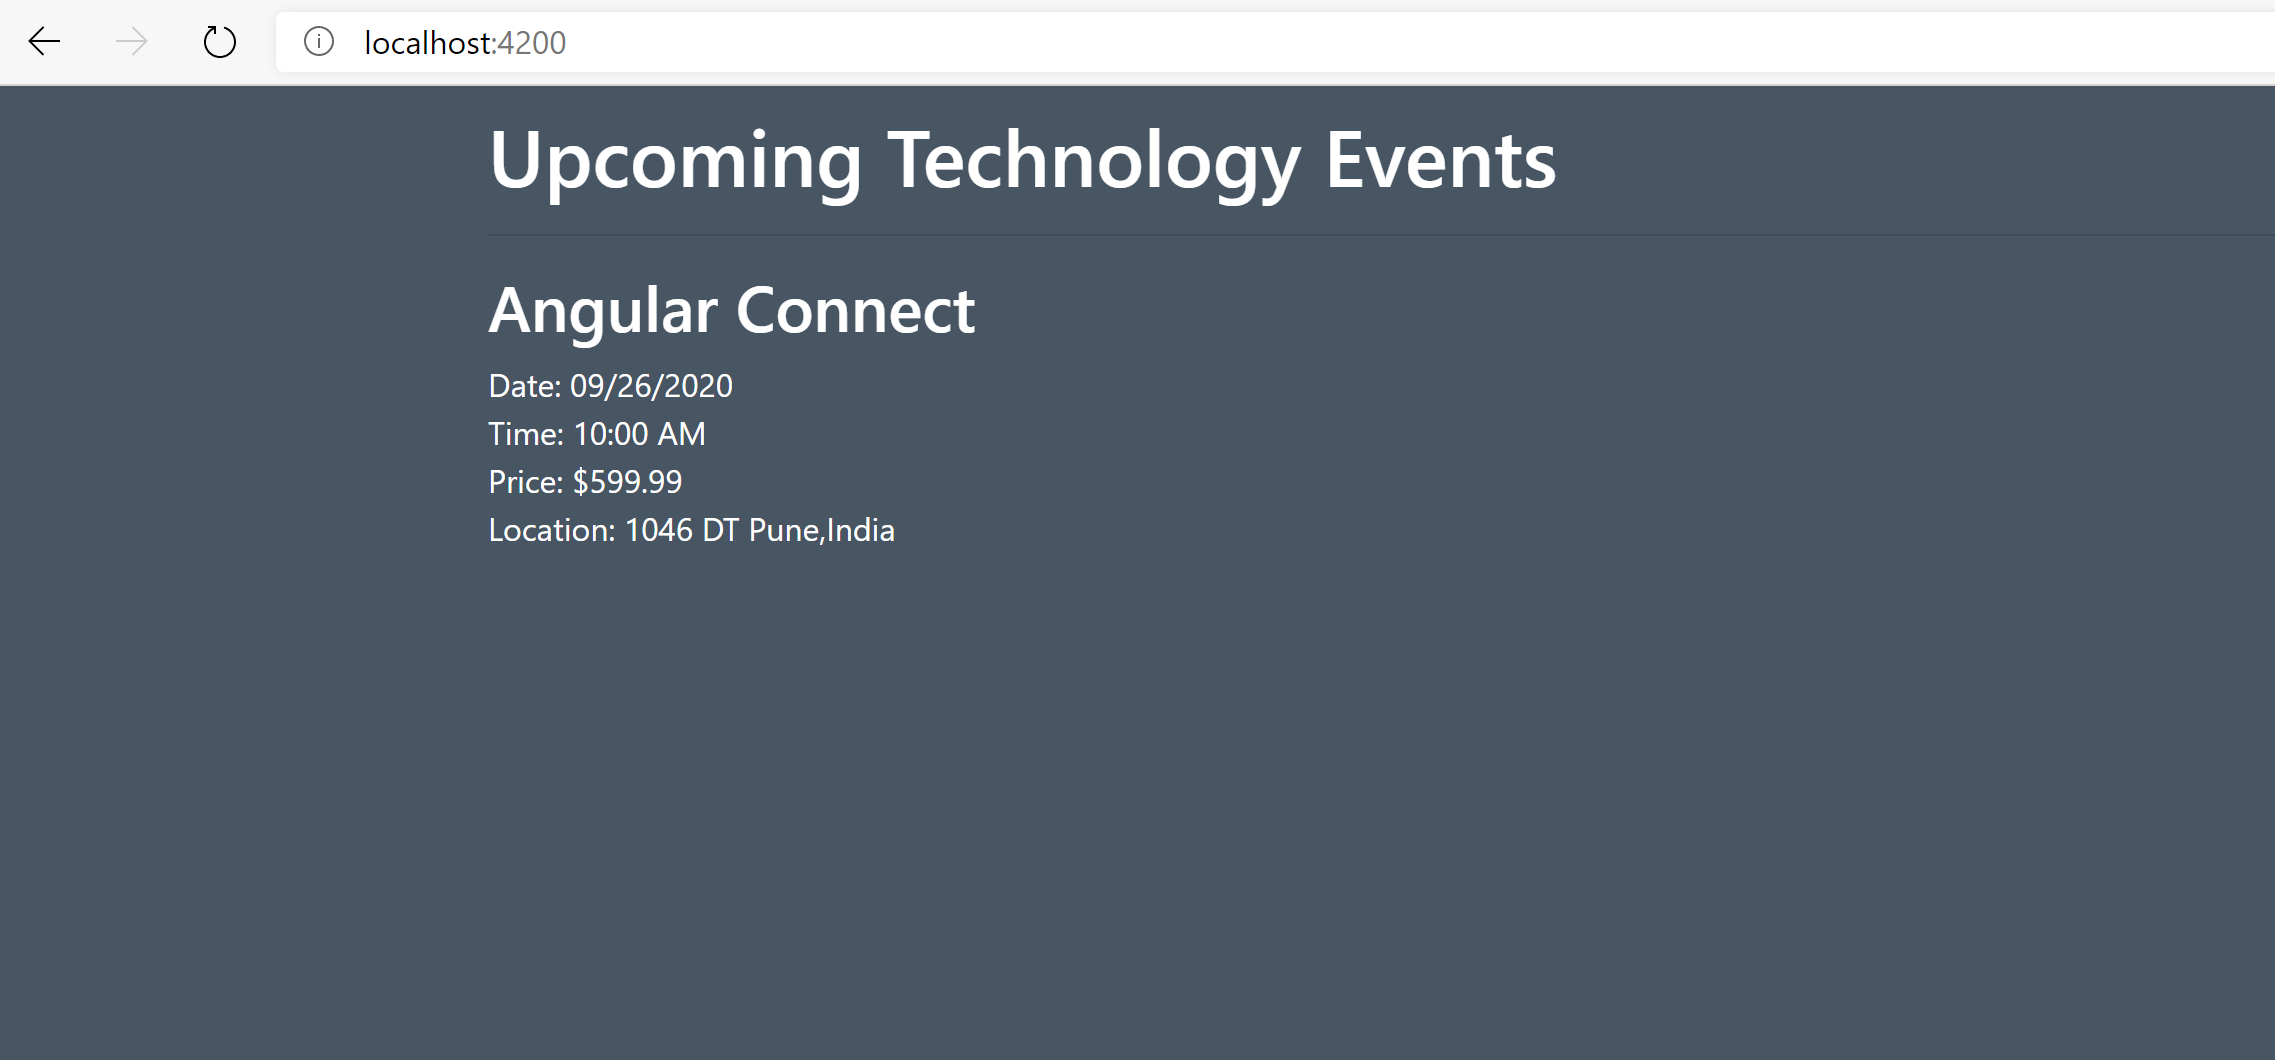 localhost:4200
Upcoming Technology Events
Angular Connect
Date: 09/26/2020
Time: 10:00 AM
Price: $599.99
Location: 1046 DT Pune,India